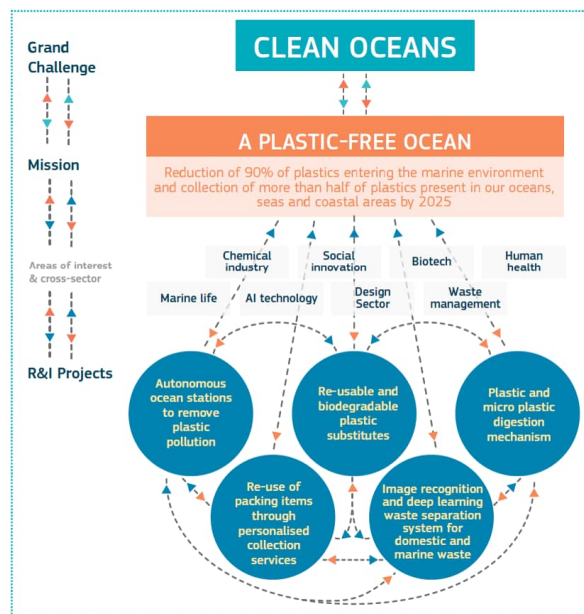 Grand
Challenge
CLEAN OCEANS
Mission
A PLASTIC-FREE OCEAN
Reduction of 90% of plastics entering the marine environment
and collection of more than half of plastics present in our oceans,
seas and coastal areas by 2025
Areas of interest
& cross-sector
Chemical
industry
Social
innovation
Biotech
Human
health
Marine life
AI technology
Design
Sector
Waste
management
R&I Projects
Autonomous
ocean stations
to remove
plastic
pollution
Re-usable and
biodegradable
plastic
substitutes
Plastic and
micro plastic
digestion
mechanism
Re-use of
packing items
through
personalised
collection
services
Image recognition
and deep learning
waste separation
system for
domestic and
marine waste